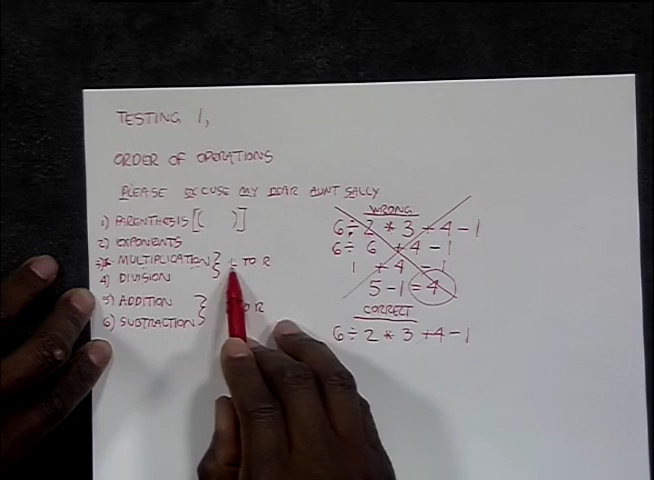 TESTING 1,
ORDER OF OPERATIONS
PLEASE EXCUSE MY DEAR AUNT SALLY
1) PARENTHESIS [( )]
2) EXPONENTS
3) MULTIPLICATION } L TO R
4) DIVISION
5) ADDITION } TO R
6) SUBTRACTION
WRONG
6 ÷ 2 * 3 + 4 - 1
6 ÷ 6 + 4 - 1
1 + 4 - 1
5 - 1 = 4
CORRECT
6 ÷ 2 * 3 + 4 - 1